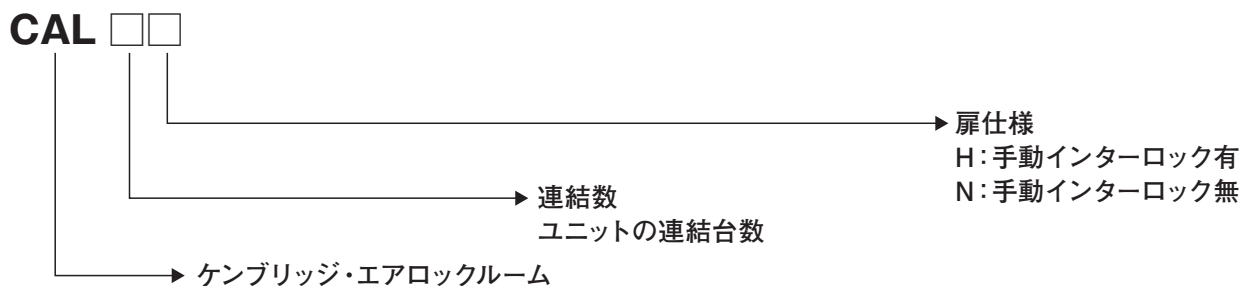 CAL □□
扉仕様
H：手動インターロック有
N：手動インターロック無
連結数
ユニットの連結台数
ケンブリッジ・エアロックルーム